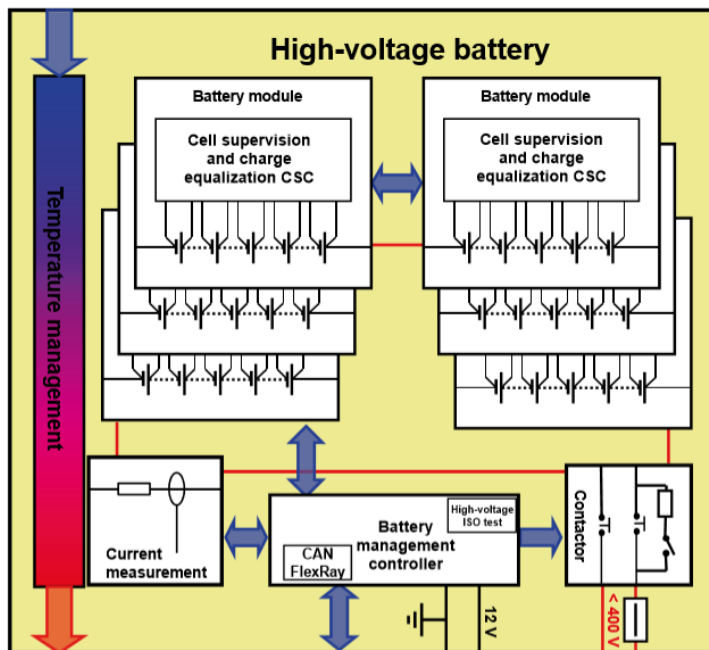 High-voltage battery
Temperature management
Battery module
Cell supervision
and charge
equalization CSC
Battery module
Cell supervision
and charge
equalization CSC
Current
measurement
High-voltage
ISO test
Battery
management
controller
CAN
FlexRay
Contactor
12 V
< 400 V